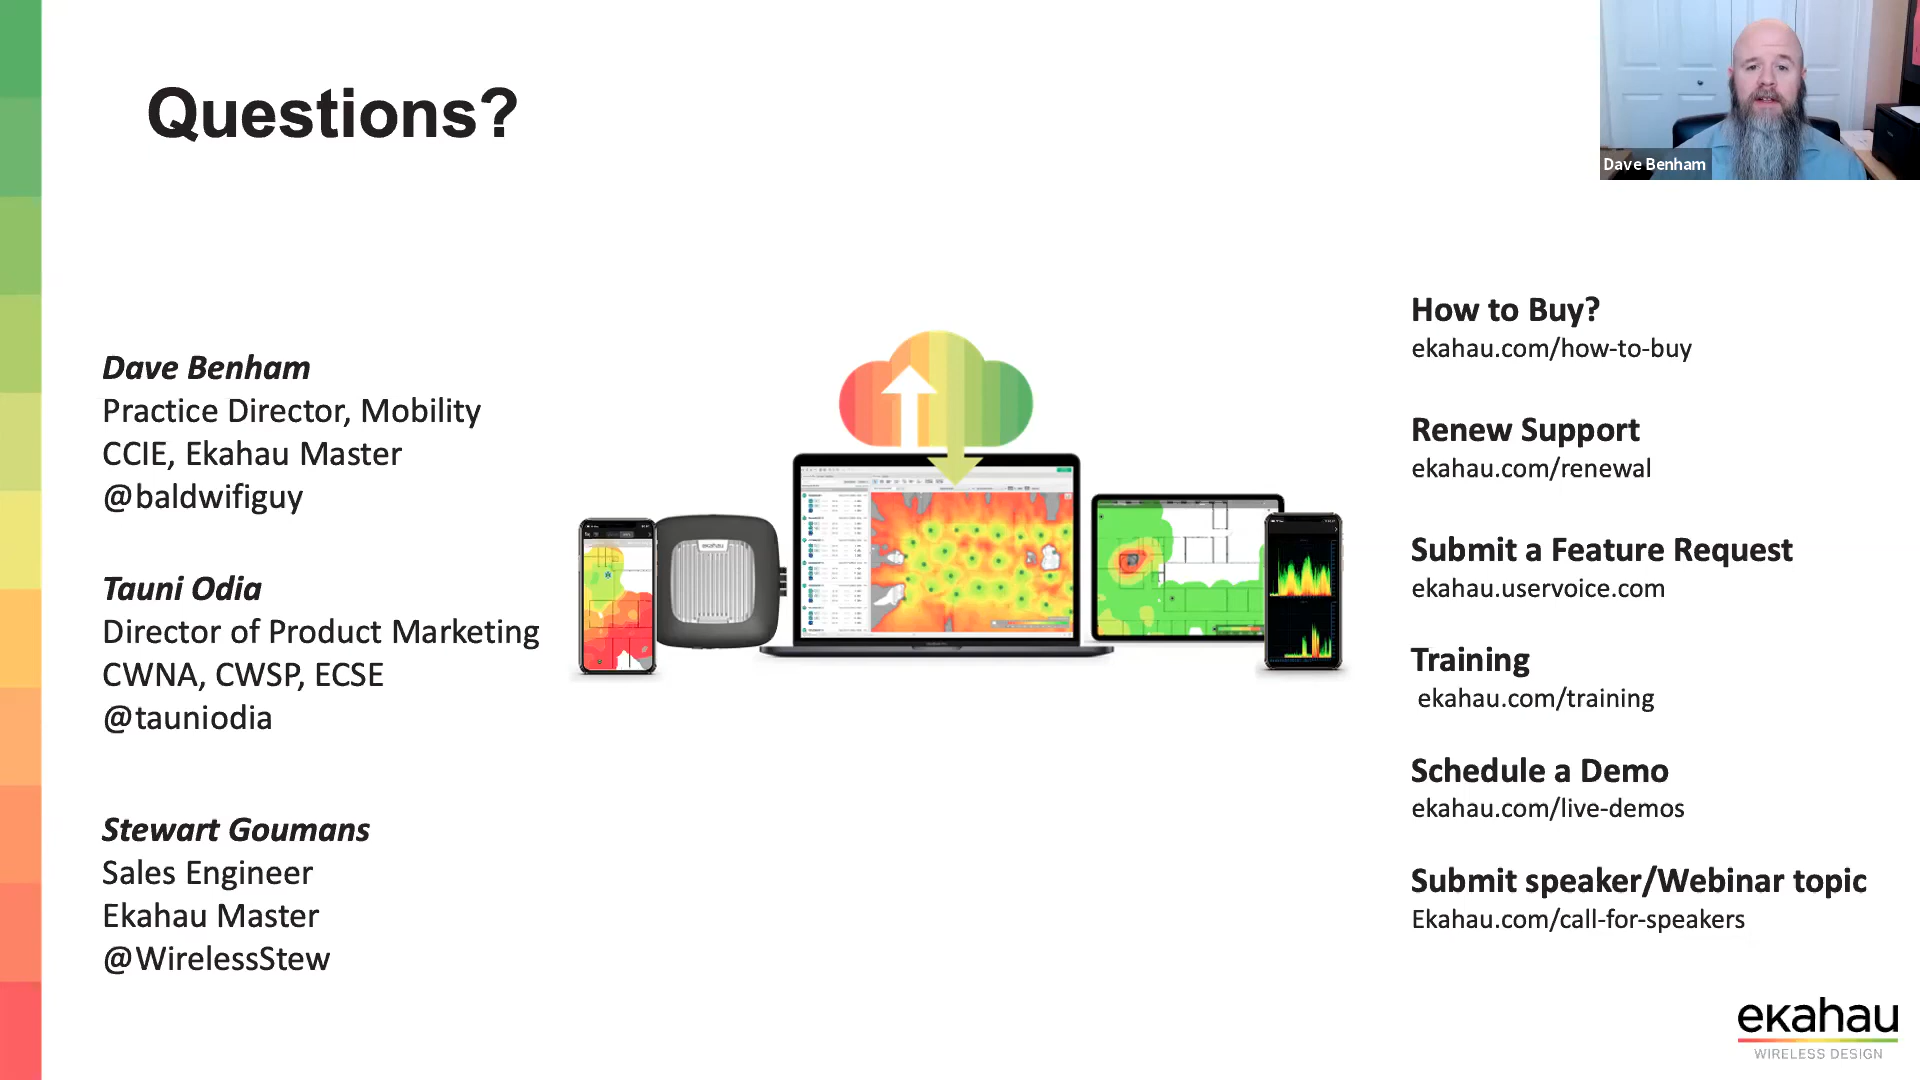 Questions?
Dave Benham
Dave Benham
Practice Director, Mobility
CCIE, Ekahau Master
@baldwifiguy
Tauni Odia
Director of Product Marketing
CWNA, CWSP, ECSE
@tauniodia
Stewart Goumans
Sales Engineer
Ekahau Master
@WirelessStew
ekahau
How to Buy?
ekahau.com/how-to-buy
Renew Support
ekahau.com/renewal
Submit a Feature Request
ekahau.uservoice.com
Training
ekahau.com/training
Schedule a Demo
ekahau.com/live-demos
Submit speaker/Webinar topic
Ekahau.com/call-for-speakers
ekahau
WIRELESS DESIGN